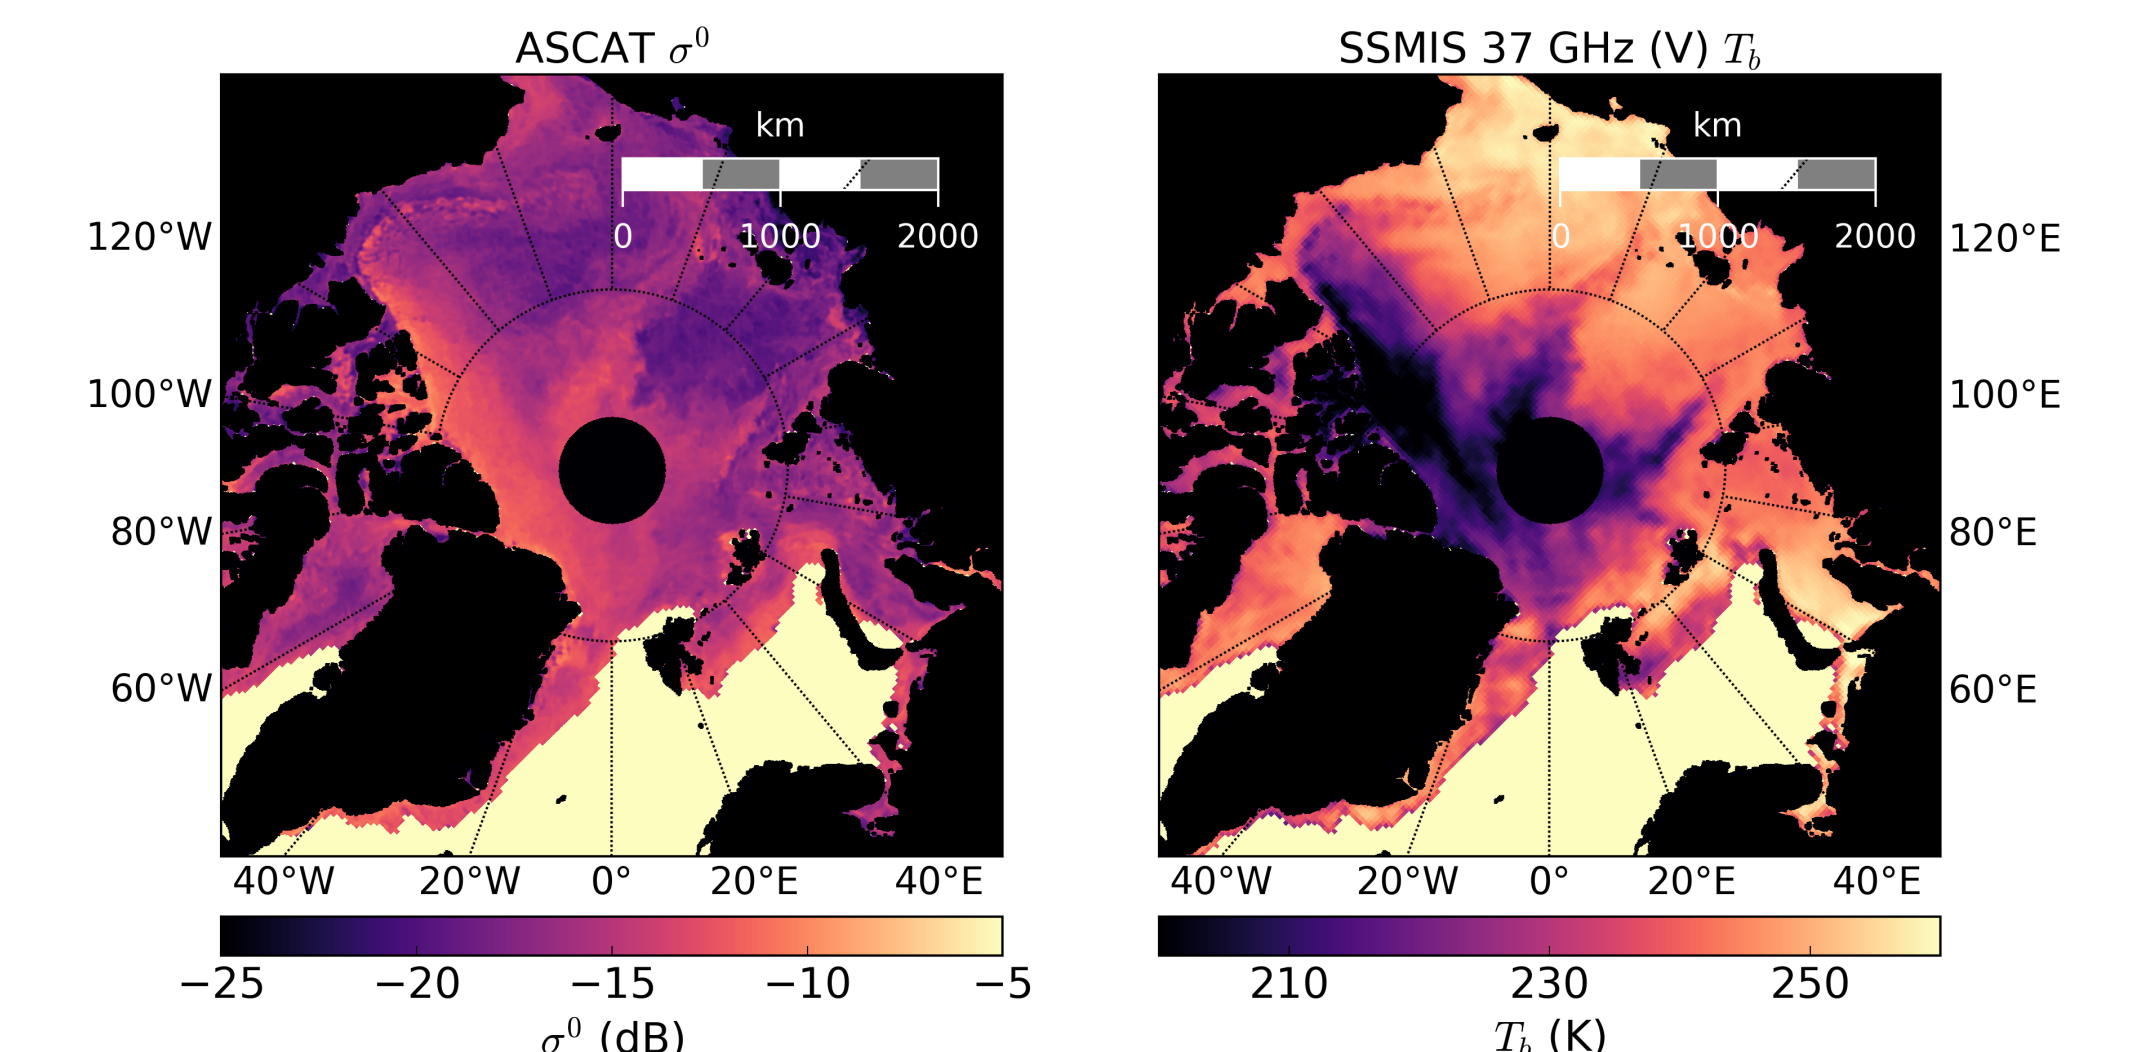 ASCAT σ⁰
SSMIS 37 GHz (V) T_b
km
0 1000 2000
km
0 1000 2000
120°W
100°W
80°W
60°W
120°E
100°E
80°E
60°E
40°W 20°W 0° 20°E 40°E
40°W 20°W 0° 20°E 40°E
−25 −20 −15 −10 −5
210 230 250
σ⁰ (dB)
T_b (K)